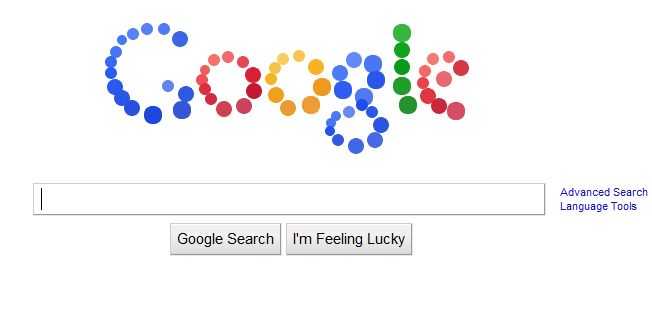 Google
Advanced Search
Language Tools
Google Search
I'm Feeling Lucky